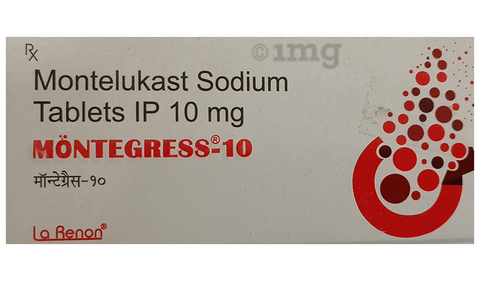 ©1mg
Rx
Montelukast Sodium
Tablets IP 10 mg
MÖNTEGRESS®-10
मॉन्टेग्रैस-१०
La Renon®